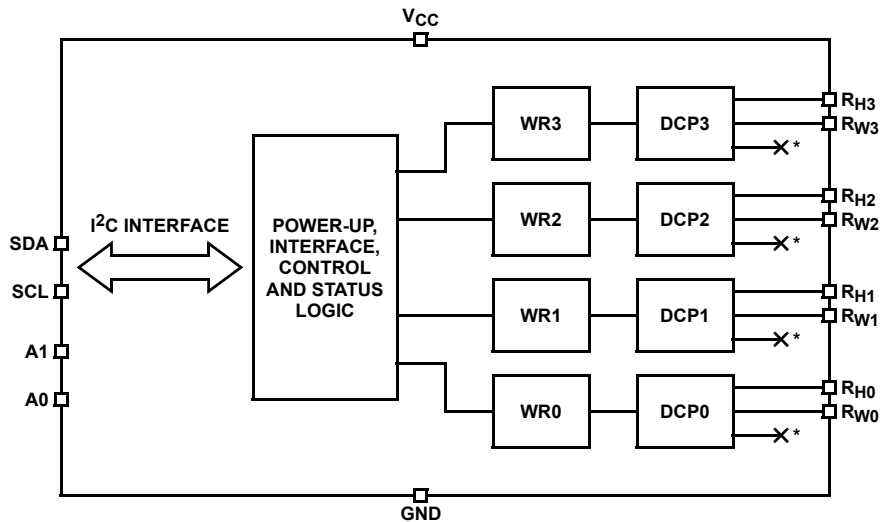 VCC
RH3
WR3
DCP3
RW3
*
I2C INTERFACE
POWER-UP,
INTERFACE,
CONTROL
AND STATUS
LOGIC
RH2
WR2
DCP2
RW2
*
SDA
SCL
RH1
WR1
DCP1
RW1
*
A1
A0
RH0
WR0
DCP0
RW0
*
GND